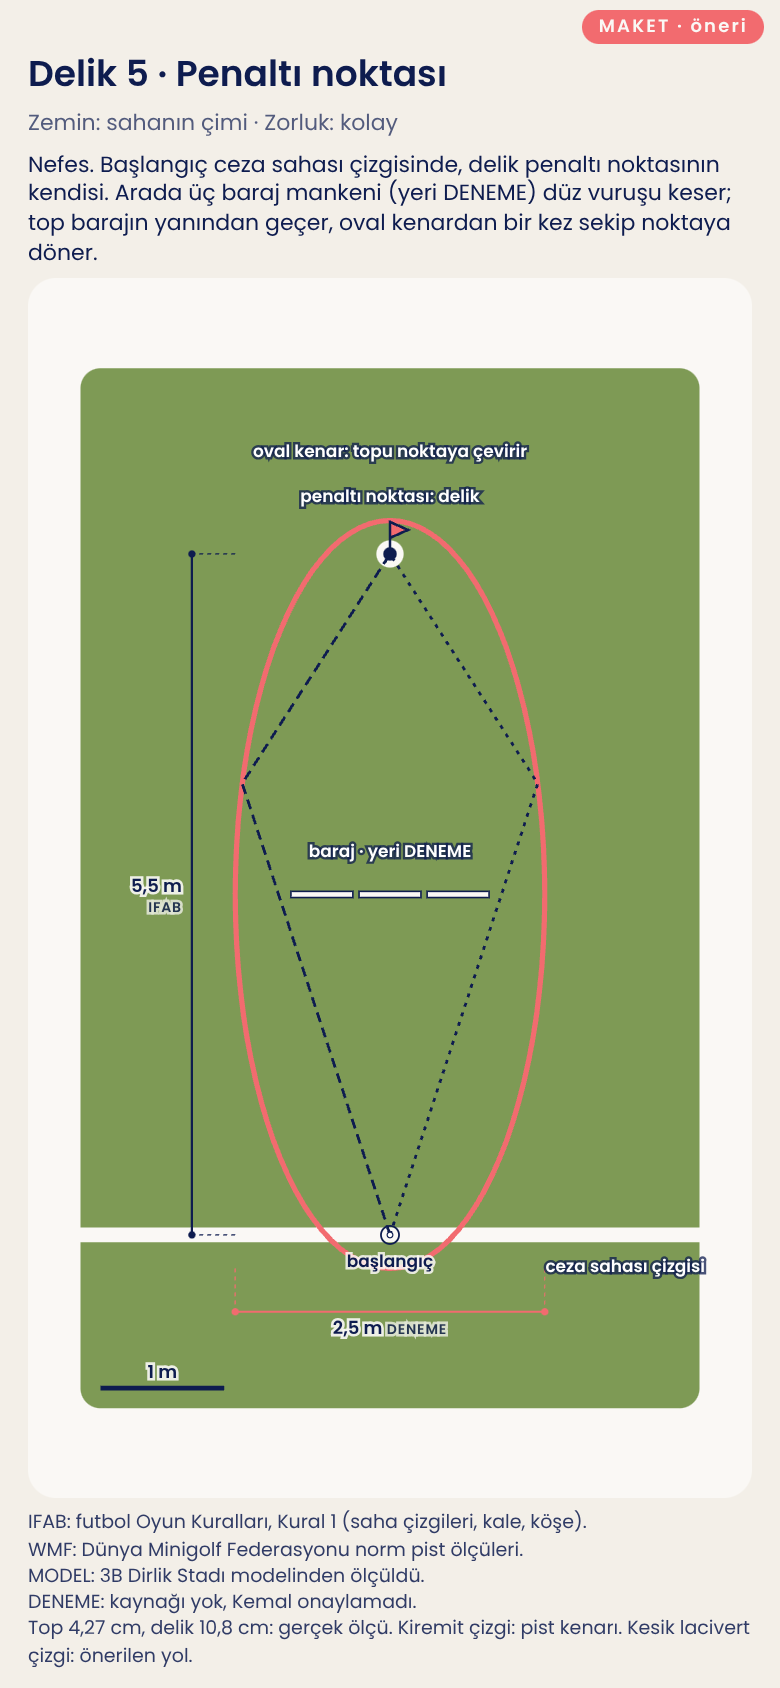 MAKET · öneri
Delik 5 · Penaltı noktası
Zemin: sahanın çimi · Zorluk: kolay
Nefes. Başlangıç ceza sahası çizgisinde, delik penaltı noktasının
kendisi. Arada üç baraj mankeni (yeri DENEME) düz vuruşu keser;
top barajın yanından geçer, oval kenardan bir kez sekip noktaya
döner.
oval kenar: topu noktaya çevirir
penaltı noktası: delik
baraj · yeri DENEME
5,5 m
IFAB
başlangıç
ceza sahası çizgisi
2,5 m DENEME
1 m
IFAB: futbol Oyun Kuralları, Kural 1 (saha çizgileri, kale, köşe).
WMF: Dünya Minigolf Federasyonu norm pist ölçüleri.
MODEL: 3B Dirlik Stadı modelinden ölçüldü.
DENEME: kaynağı yok, Kemal onaylamadı.
Top 4,27 cm, delik 10,8 cm: gerçek ölçü. Kiremit çizgi: pist kenarı. Kesik lacivert
çizgi: önerilen yol.